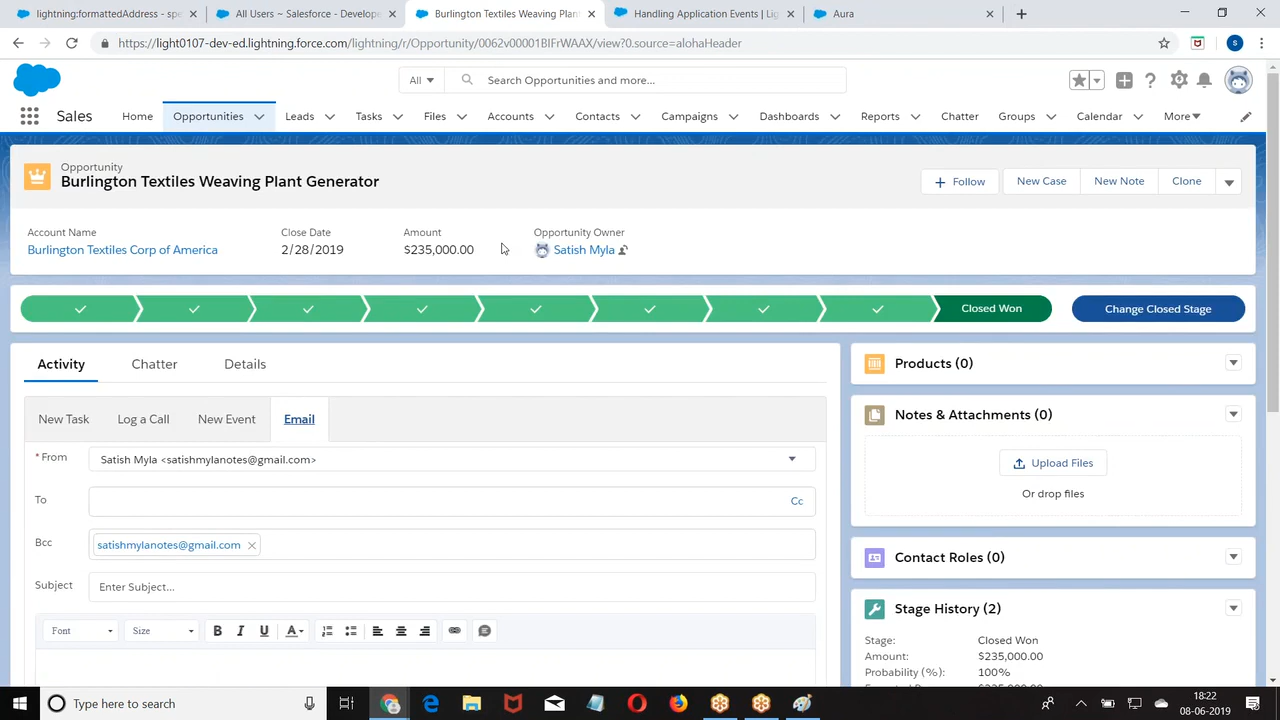 lightning:formattedAddress - spe
All Users ~ Salesforce - Develope
Burlington Textiles Weaving Plan
Handling Application Events | Lig
Aura
https://light0107-dev-ed.lightning.force.com/lightning/r/Opportunity/0062v00001BIFrWAAX/view?0.source=alohaHeader
S
All
Search Opportunities and more...
Sales
Home
Opportunities
Leads
Tasks
Files
Accounts
Contacts
Campaigns
Dashboards
Reports
Chatter
Groups
Calendar
More
Opportunity
Burlington Textiles Weaving Plant Generator
Follow
New Case
New Note
Clone
Account Name
Close Date
Amount
Opportunity Owner
Burlington Textiles Corp of America
2/28/2019
$235,000.00
Satish Myla
Closed Won
Change Closed Stage
Activity
Chatter
Details
New Task
Log a Call
New Event
Email
* From
Satish Myla <satishmylanotes@gmail.com>
To
Cc
Bcc
satishmylanotes@gmail.com
Subject
Enter Subject...
Font
Size
B
I
U
A
Products (0)
Notes & Attachments (0)
Upload Files
Or drop files
Contact Roles (0)
Stage History (2)
Stage:
Closed Won
Amount:
$235,000.00
Probability (%):
100%
Type here to search
18:22
08-06-2019